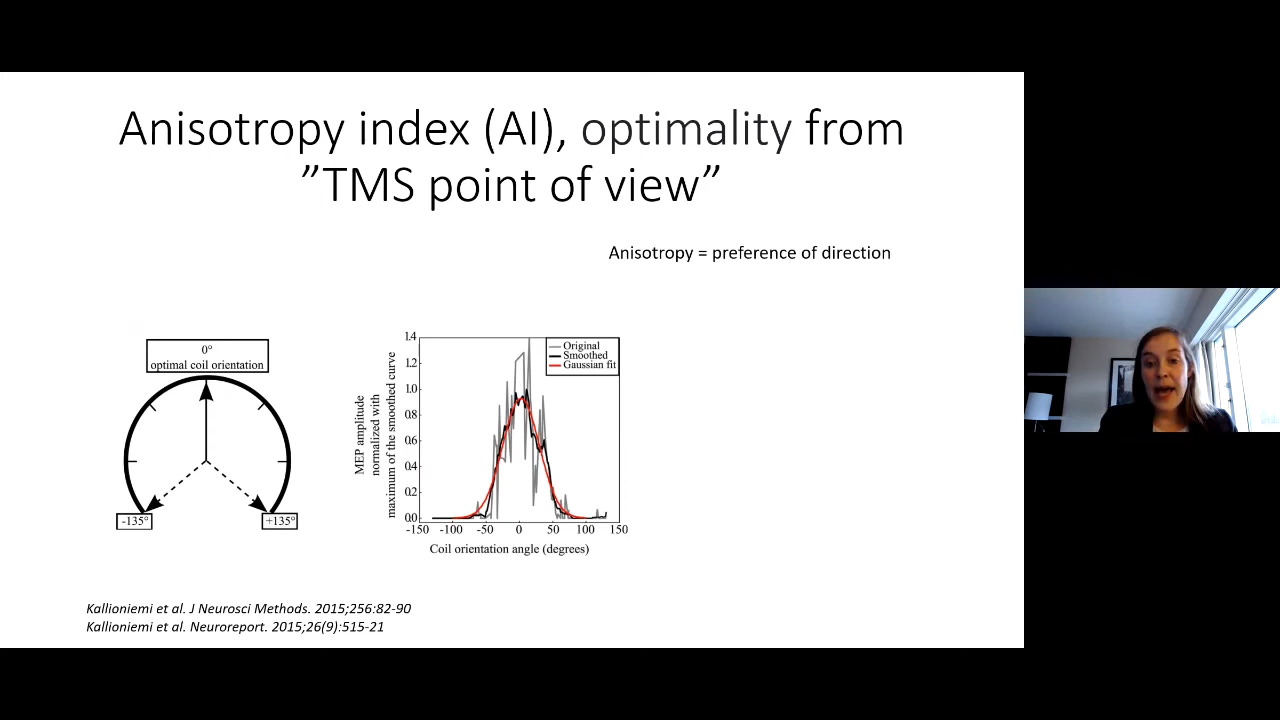 Anisotropy index (AI), optimality from
”TMS point of view”
Anisotropy = preference of direction
0°
optimal coil orientation
-135°
+135°
MEP amplitude
normalized with
maximum of the smoothed curve
1.4
1.2
1.0
0.8
0.6
0.4
0.2
0.0
Original
Smoothed
Gaussian fit
-150 -100 -50 0 50 100 150
Coil orientation angle (degrees)
Kallioniemi et al. J Neurosci Methods. 2015;256:82-90
Kallioniemi et al. Neuroreport. 2015;26(9):515-21